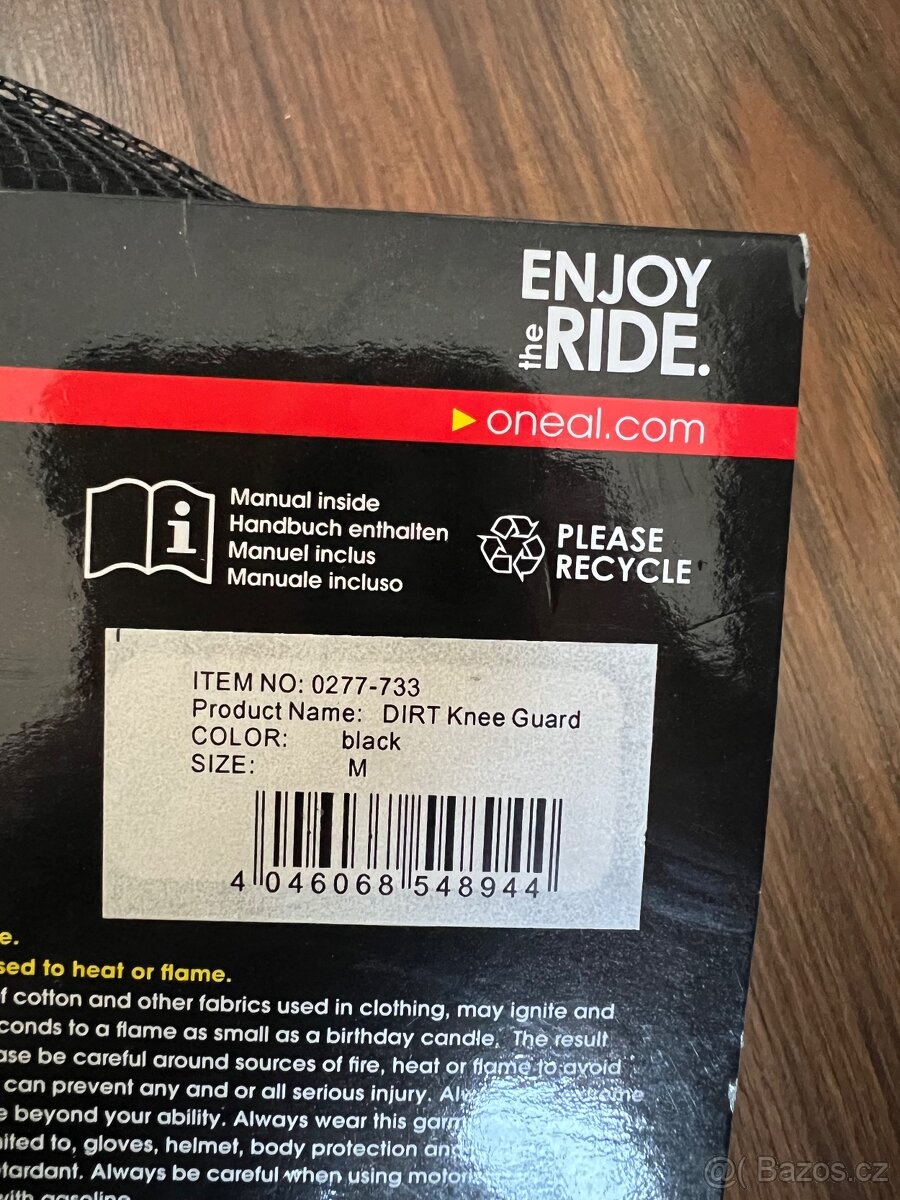 ENJOY
the RIDE.
oneal.com
Manual inside
Handbuch enthalten
Manuel inclus
Manuale incluso
PLEASE
RECYCLE
ITEM NO: 0277-733
Product Name: DIRT Knee Guard
COLOR: black
SIZE: M
4 046068 548944
e.
sed to heat or flame.
f cotton and other fabrics used in clothing, may ignite and
conds to a flame as small as a birthday candle. The result
ase be careful around sources of fire, heat or flame to avoid
can prevent any and or all serious injury.
e beyond your ability. Always wear this
ited to, gloves, helmet, body protection
etardant. Always be careful when using
with gasoline
@( Bazos.cz